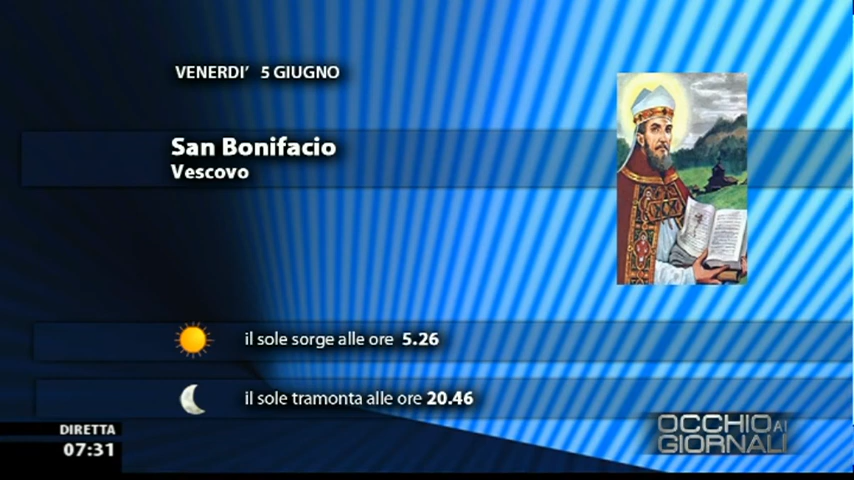 VENERDI’ 5 GIUGNO
San Bonifacio
Vescovo
il sole sorge alle ore 5.26
il sole tramonta alle ore 20.46
DIRETTA
07:31
OCCHIO AI
GIORNALI